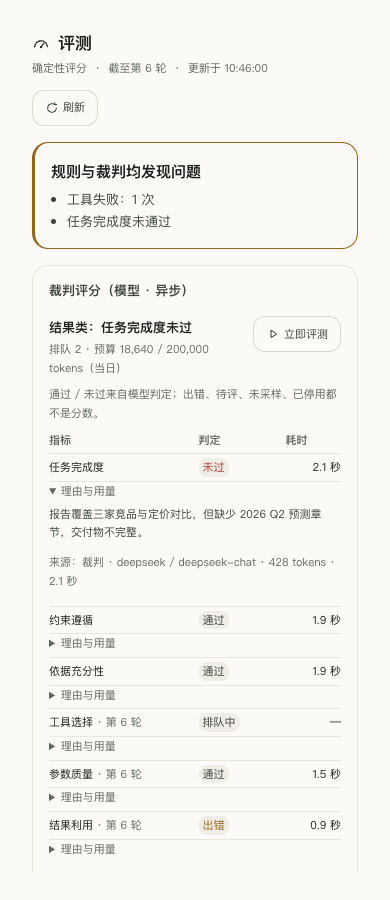 评测
确定性评分 · 截至第 6 轮 · 更新于 10:46:00
刷新
规则与裁判均发现问题
工具失败：1 次
任务完成度未通过
裁判评分（模型 · 异步）
结果类：任务完成度未过
立即评测
排队 2 · 预算 18,640 / 200,000
tokens（当日）
通过 / 未过来自模型判定；出错、待评、未采样、已停用都
不是分数。
指标 判定 耗时
任务完成度 未过 2.1 秒
▼ 理由与用量
报告覆盖三家竞品与定价对比，但缺少 2026 Q2 预测章
节，交付物不完整。
来源：裁判 · deepseek / deepseek-chat · 428 tokens ·
2.1 秒
约束遵循 通过 1.9 秒
▶ 理由与用量
依据充分性 通过 1.9 秒
▶ 理由与用量
工具选择 · 第 6 轮 排队中 —
▶ 理由与用量
参数质量 · 第 6 轮 通过 1.5 秒
▶ 理由与用量
结果利用 · 第 6 轮 出错 0.9 秒
▶ 理由与用量